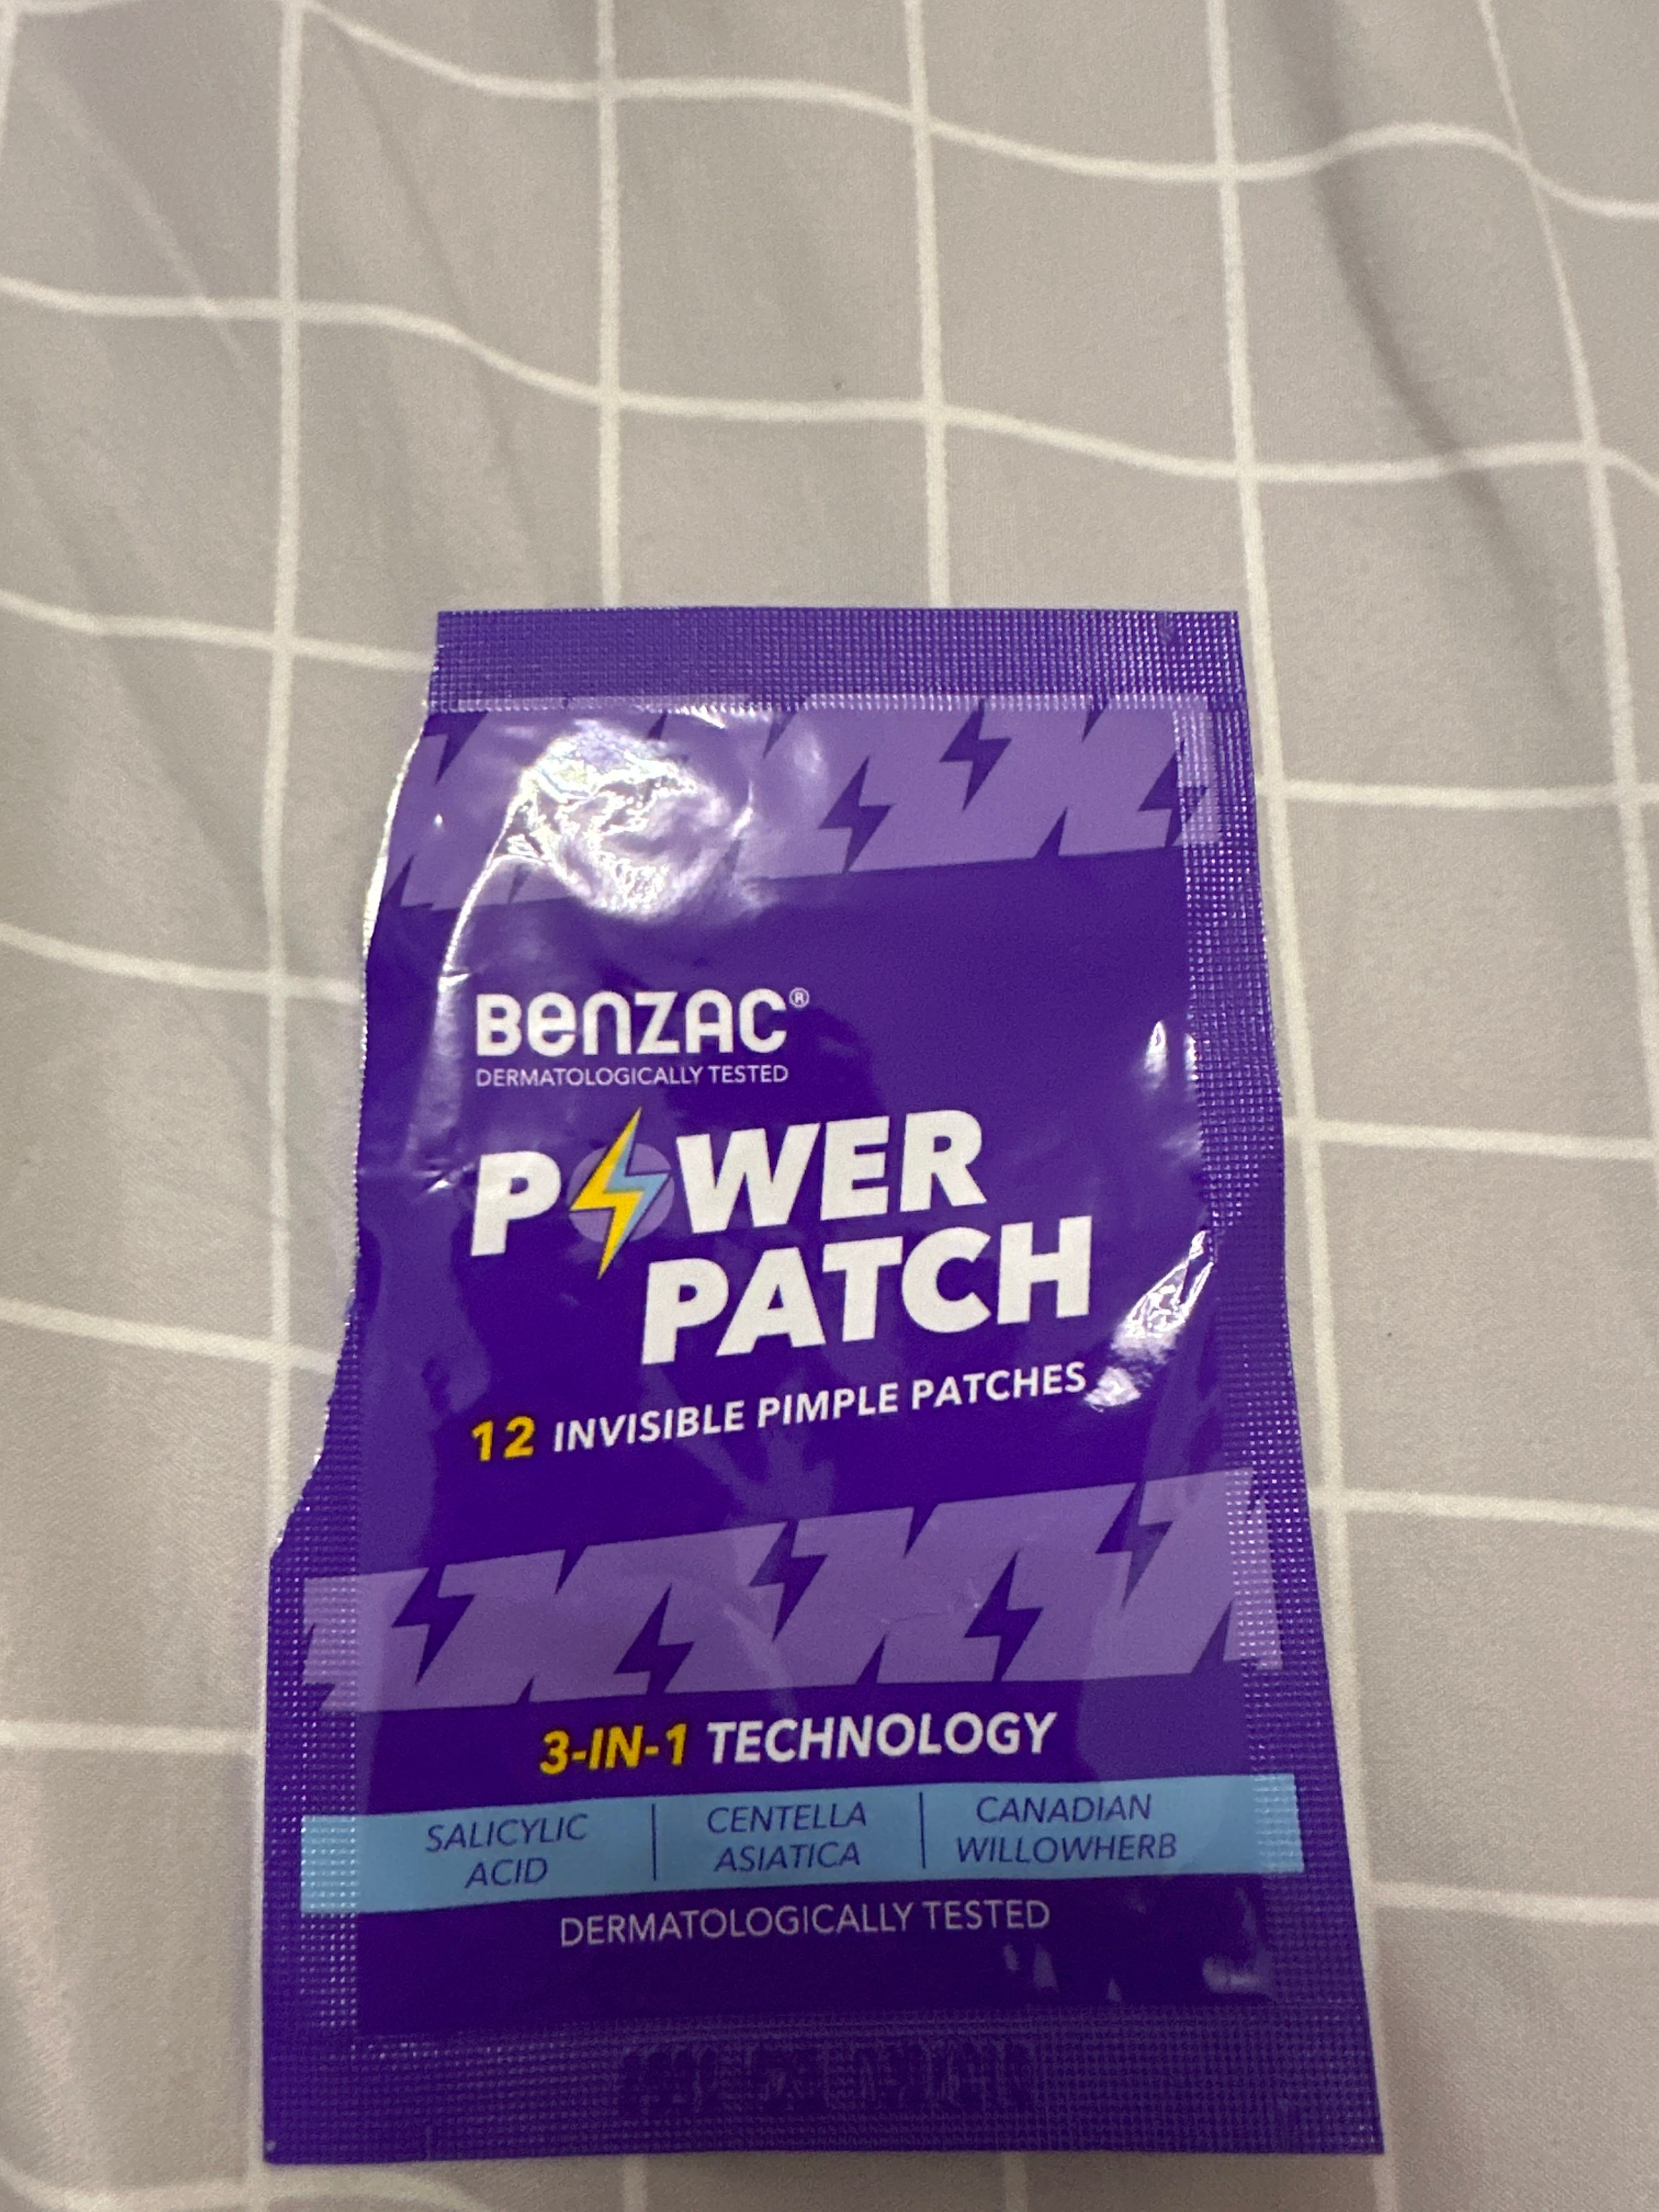 Benzac®
DERMATOLOGICALLY TESTED
POWER
PATCH
12 INVISIBLE PIMPLE PATCHES
3-IN-1 TECHNOLOGY
SALICYLIC
ACID
CENTELLA
ASIATICA
CANADIAN
WILLOWHERB
DERMATOLOGICALLY TESTED